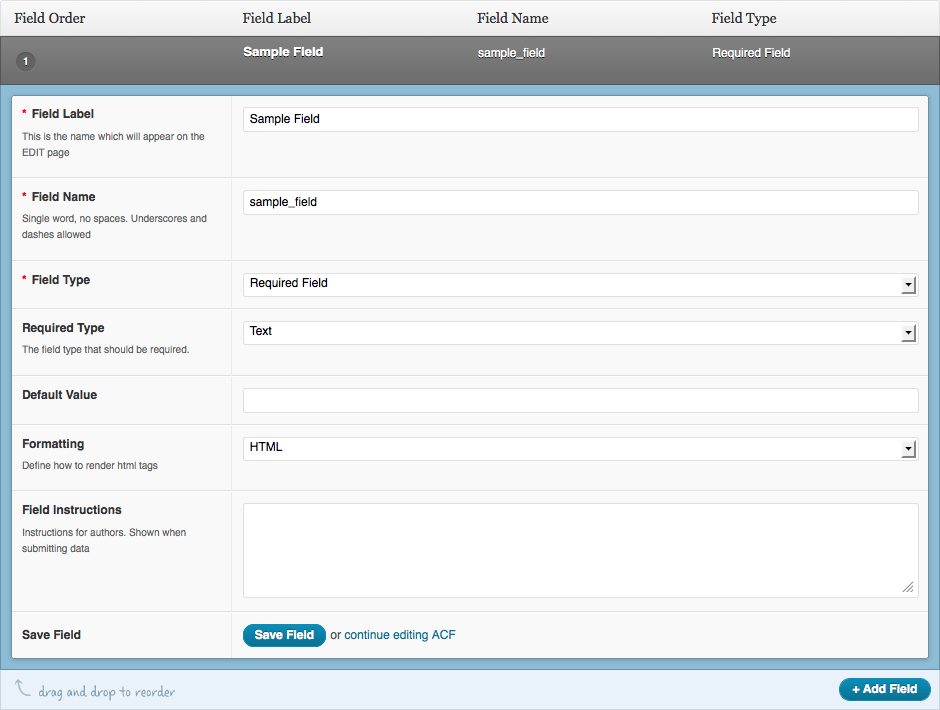 Field Order Field Label Field Name Field Type
1 Sample Field sample_field Required Field
* Field Label
This is the name which will appear on the
EDIT page
Sample Field
* Field Name
Single word, no spaces. Underscores and
dashes allowed
sample_field
* Field Type
Required Field
Required Type
The field type that should be required.
Text
Default Value
Formatting
Define how to render html tags
HTML
Field Instructions
Instructions for authors. Shown when
submitting data
Save Field
Save Field or continue editing ACF
drag and drop to reorder
+ Add Field